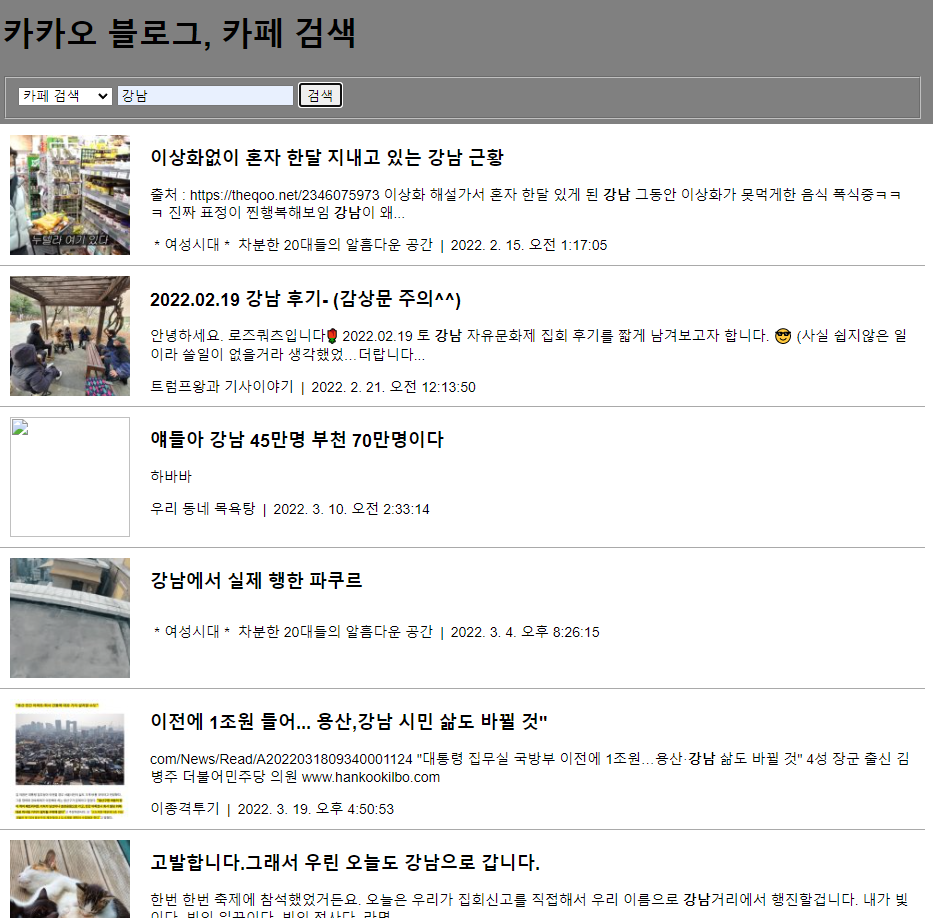 카카오 블로그, 카페 검색
카페 검색 강남 검색
누텔라 여기 있다
이상화없이 혼자 한달 지내고 있는 강남 근황
출처 : https://theqoo.net/2346075973 이상화 해설가서 혼자 한달 있게 된 강남 그동안 이상화가 못먹게한 음식 폭식중ㅋㅋ
ㅋ 진짜 표정이 찐행복해보임 강남이 왜...
* 여성시대 * 차분한 20대들의 알흠다운 공간 | 2022. 2. 15. 오전 1:17:05
2022.02.19 강남 후기- (감상문 주의^^)
안녕하세요. 로즈쿼츠입니다🌹 2022.02.19 토 강남 자유문화제 집회 후기를 짧게 남겨보고자 합니다. 😎 (사실 쉽지않은 일
이라 쓸일이 없을거라 생각했었…더랍니다...
트럼프왕과 기사이야기 | 2022. 2. 21. 오전 12:13:50
얘들아 강남 45만명 부천 70만명이다
하바바
우리 동네 목욕탕 | 2022. 3. 10. 오전 2:33:14
강남에서 실제 행한 파쿠르
* 여성시대 * 차분한 20대들의 알흠다운 공간 | 2022. 3. 4. 오후 8:26:15
이전에 1조원 들어... 용산,강남 시민 삶도 바뀔 것"
com/News/Read/A2022031809340001124 "대통령 집무실 국방부 이전에 1조원…용산·강남 삶도 바뀔 것" 4성 장군 출신 김
병주 더불어민주당 의원 www.hankookilbo.com
이종격투기 | 2022. 3. 19. 오후 4:50:53
고발합니다.그래서 우린 오늘도 강남으로 갑니다.
한번 한번 축제에 참석했었거든요. 오늘은 우리가 집회신고를 직접해서 우리 이름으로 강남거리에서 행진할겁니다. 내가 빛